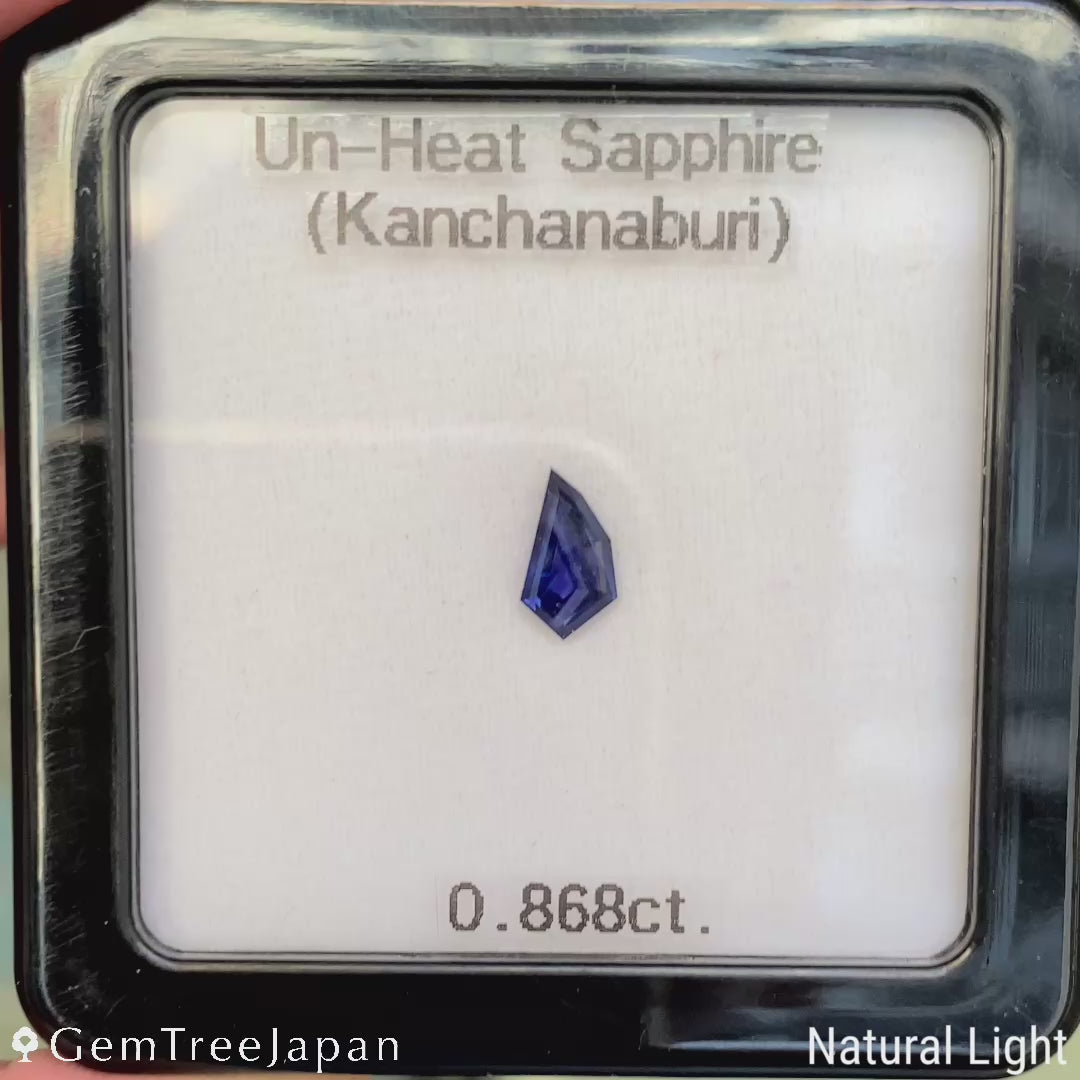 Un-Heat Sapphire
(Kanchanaburi)
0.868ct.
GemTreeJapan
Natural Light